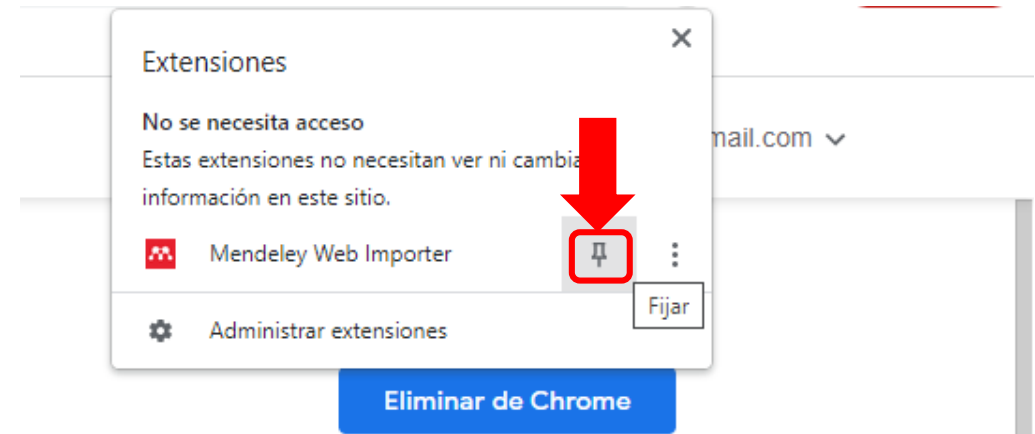 Extensiones
No se necesita acceso
Estas extensiones no necesitan ver ni
información en este sitio.
mail.com
Mendeley Web Importer
Fijar
Administrar extensiones
Eliminar de Chrome